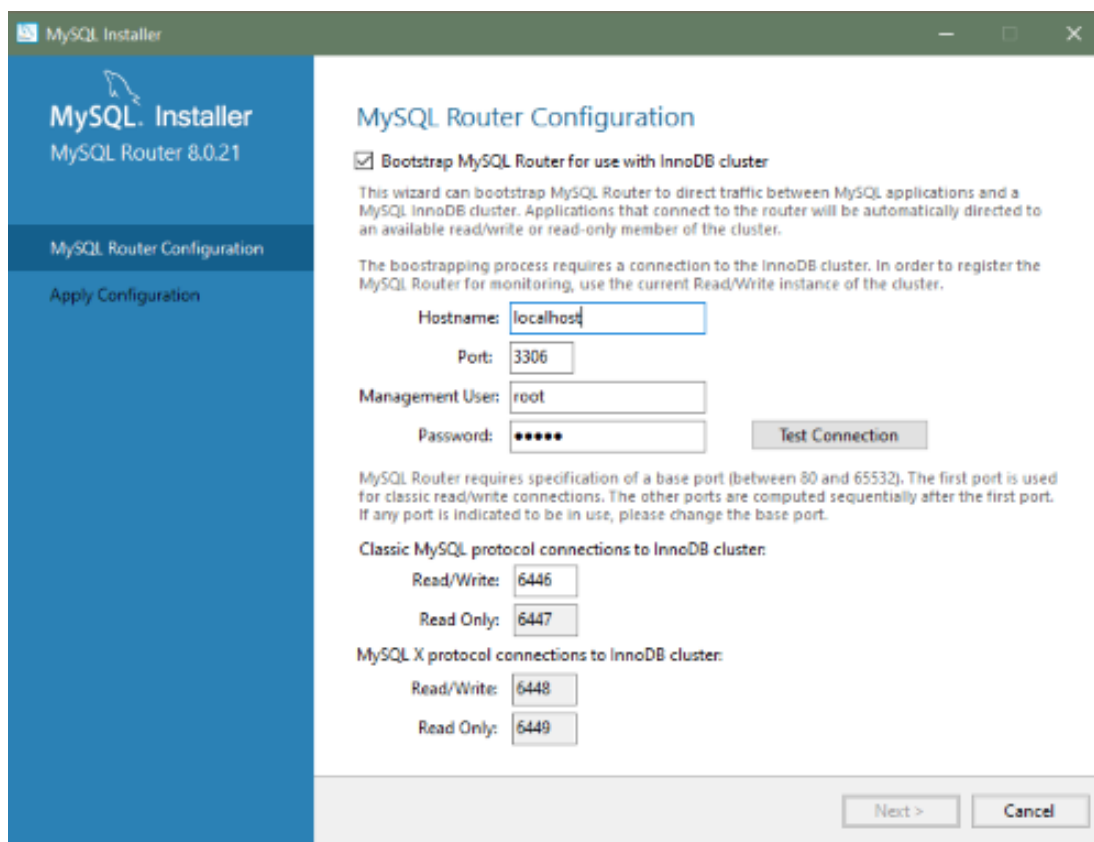 MySQL Installer
MySQL. Installer
MySQL Router 8.0.21
MySQL Router Configuration
Apply Configuration
MySQL Router Configuration
Bootstrap MySQL Router for use with InnoDB cluster
This wizard can bootstrap MySQL Router to direct traffic between MySQL applications and a
MySQL InnoDB cluster. Applications that connect to the router will be automatically directed to
an available read/write or read-only member of the cluster.
The boostrapping process requires a connection to the InnoDB cluster. In order to register the
MySQL Router for monitoring, use the current Read/Write instance of the cluster.
Hostname: localhost
Port: 3306
Management User: root
Password: ●●●●●
Test Connection
MySQL Router requires specification of a base port (between 80 and 65532). The first port is used
for classic read/write connections. The other ports are computed sequentially after the first port.
If any port is indicated to be in use, please change the base port.
Classic MySQL protocol connections to InnoDB cluster:
Read/Write: 6446
Read Only: 6447
MySQL X protocol connections to InnoDB cluster:
Read/Write: 6448
Read Only: 6449
Next > Cancel